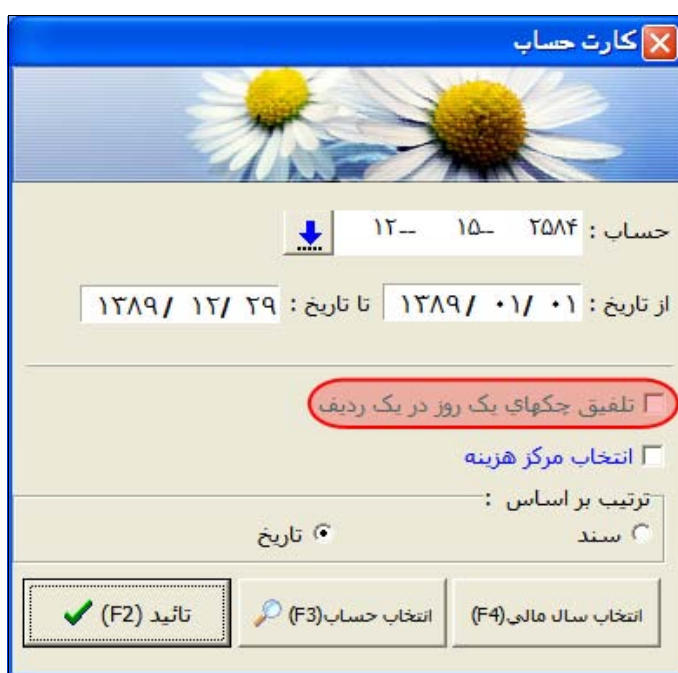 کارت حساب
حساب : ۲۵۸۴ --۱۵ --۱۲
از تاریخ : ۱۳۸۹/ ۰۱/ ۰۱ تا تاریخ : ۱۳۸۹/ ۱۲/ ۲۹
تلفیق چکهاي یک روز در یک ردیف
انتخاب مرکز هزینه
ترتیب بر اساس :
سند تاریخ
انتخاب سال مالي(F4) انتخاب حساب(F3) تائید (F2)